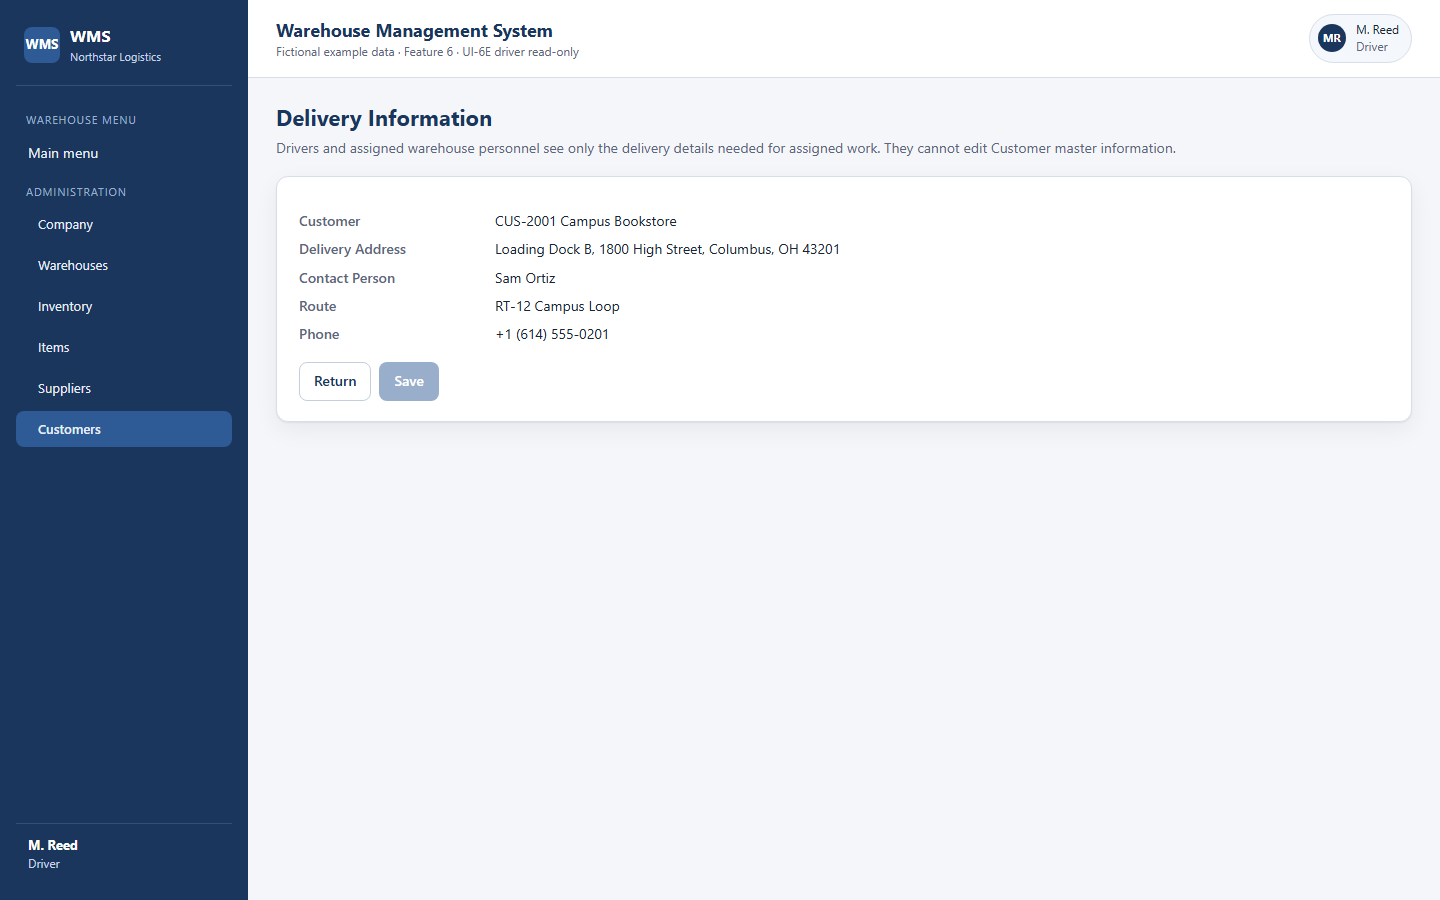 WMS
WMS
Northstar Logistics
WAREHOUSE MENU
Main menu
ADMINISTRATION
Company
Warehouses
Inventory
Items
Suppliers
Customers
M. Reed
Driver
Warehouse Management System
Fictional example data · Feature 6 · UI-6E driver read-only
MR
M. Reed
Driver
Delivery Information
Drivers and assigned warehouse personnel see only the delivery details needed for assigned work. They cannot edit Customer master information.
Customer CUS-2001 Campus Bookstore
Delivery Address Loading Dock B, 1800 High Street, Columbus, OH 43201
Contact Person Sam Ortiz
Route RT-12 Campus Loop
Phone +1 (614) 555-0201
Return Save